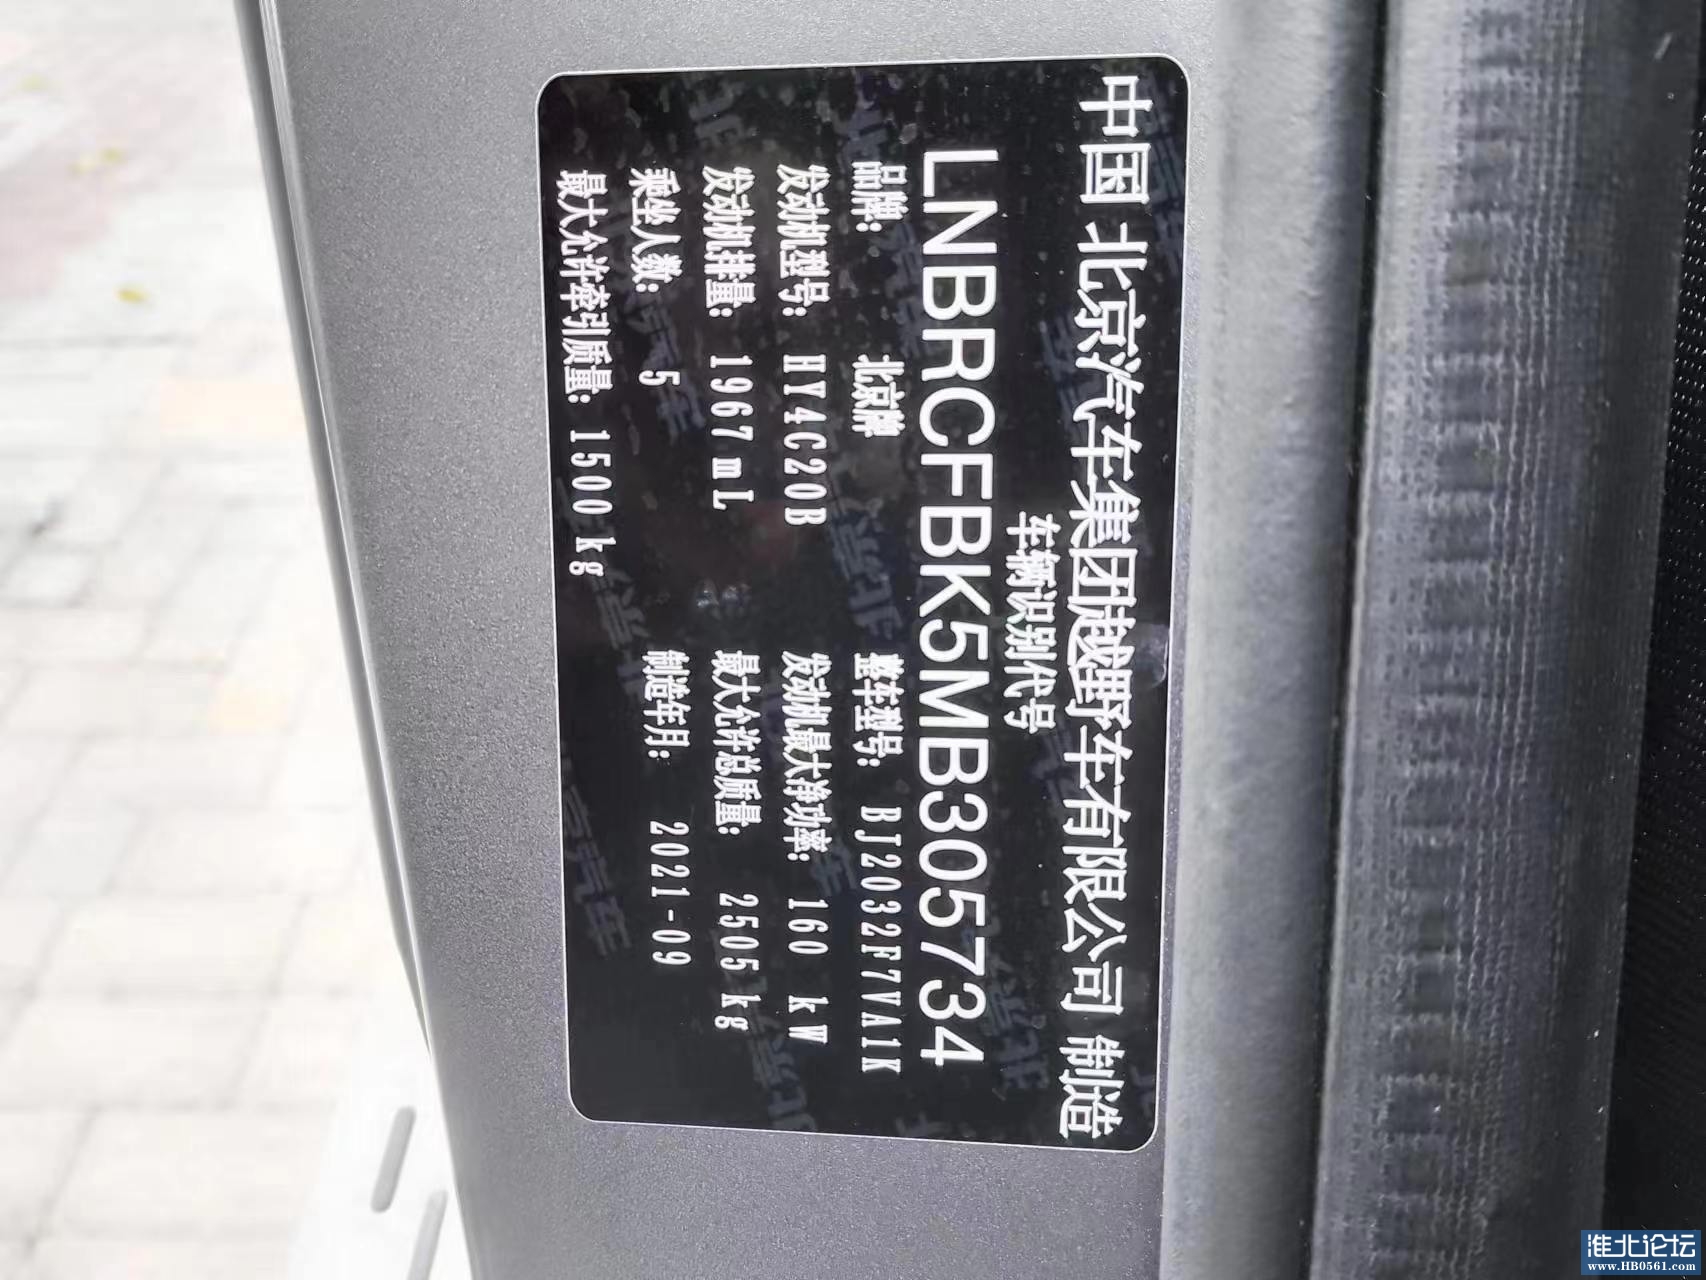 中国 北京汽车集团越野车有限公司 制造
车辆识别代号
LNBRCFBK5MB305734
品牌: 北京牌 整车型号: BJ2032F7VA1K
发动机型号: HY4C20B 发动机最大净功率: 160 kW
发动机排量: 1967 mL 最大允许总质量: 2505 kg
乘坐人数: 5 制造年月: 2021-09
最大允许牵引质量: 1500 kg
淮北论坛
www.HB0561.com